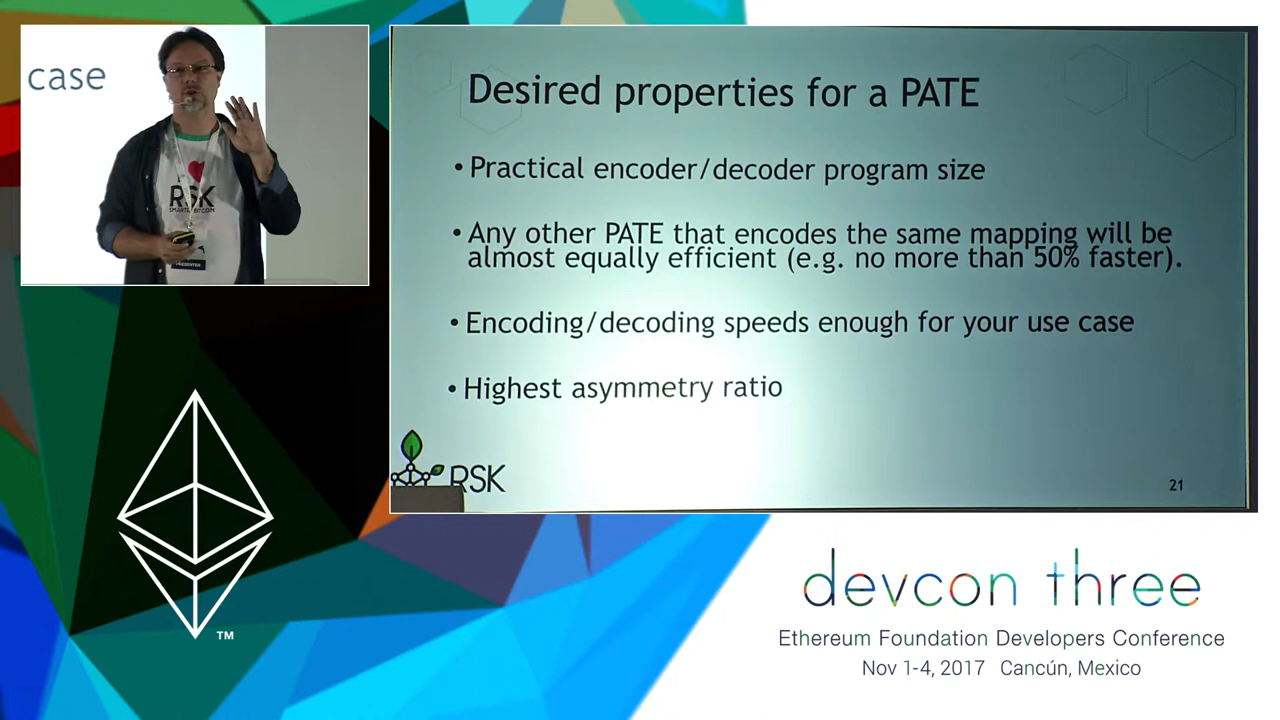 case
RSK
PRESENTER
Desired properties for a PATE
• Practical encoder/decoder program size
• Any other PATE that encodes the same mapping will be
almost equally efficient (e.g. no more than 50% faster).
• Encoding/decoding speeds enough for your use case
• Highest asymmetry ratio
RSK
21
TM
devcon three
Ethereum Foundation Developers Conference
Nov 1-4, 2017 Cancún, Mexico